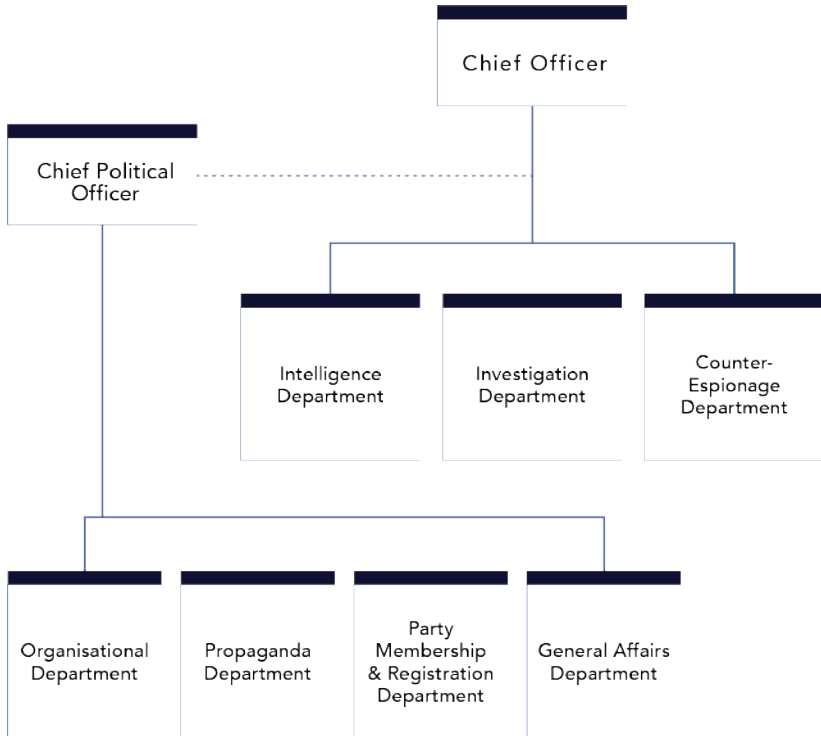 Chief Officer
Chief Political
Officer
Intelligence
Department
Investigation
Department
Counter-
Espionage
Department
Organisational
Department
Propaganda
Department
Party
Membership
& Registration
Department
General Affairs
Department